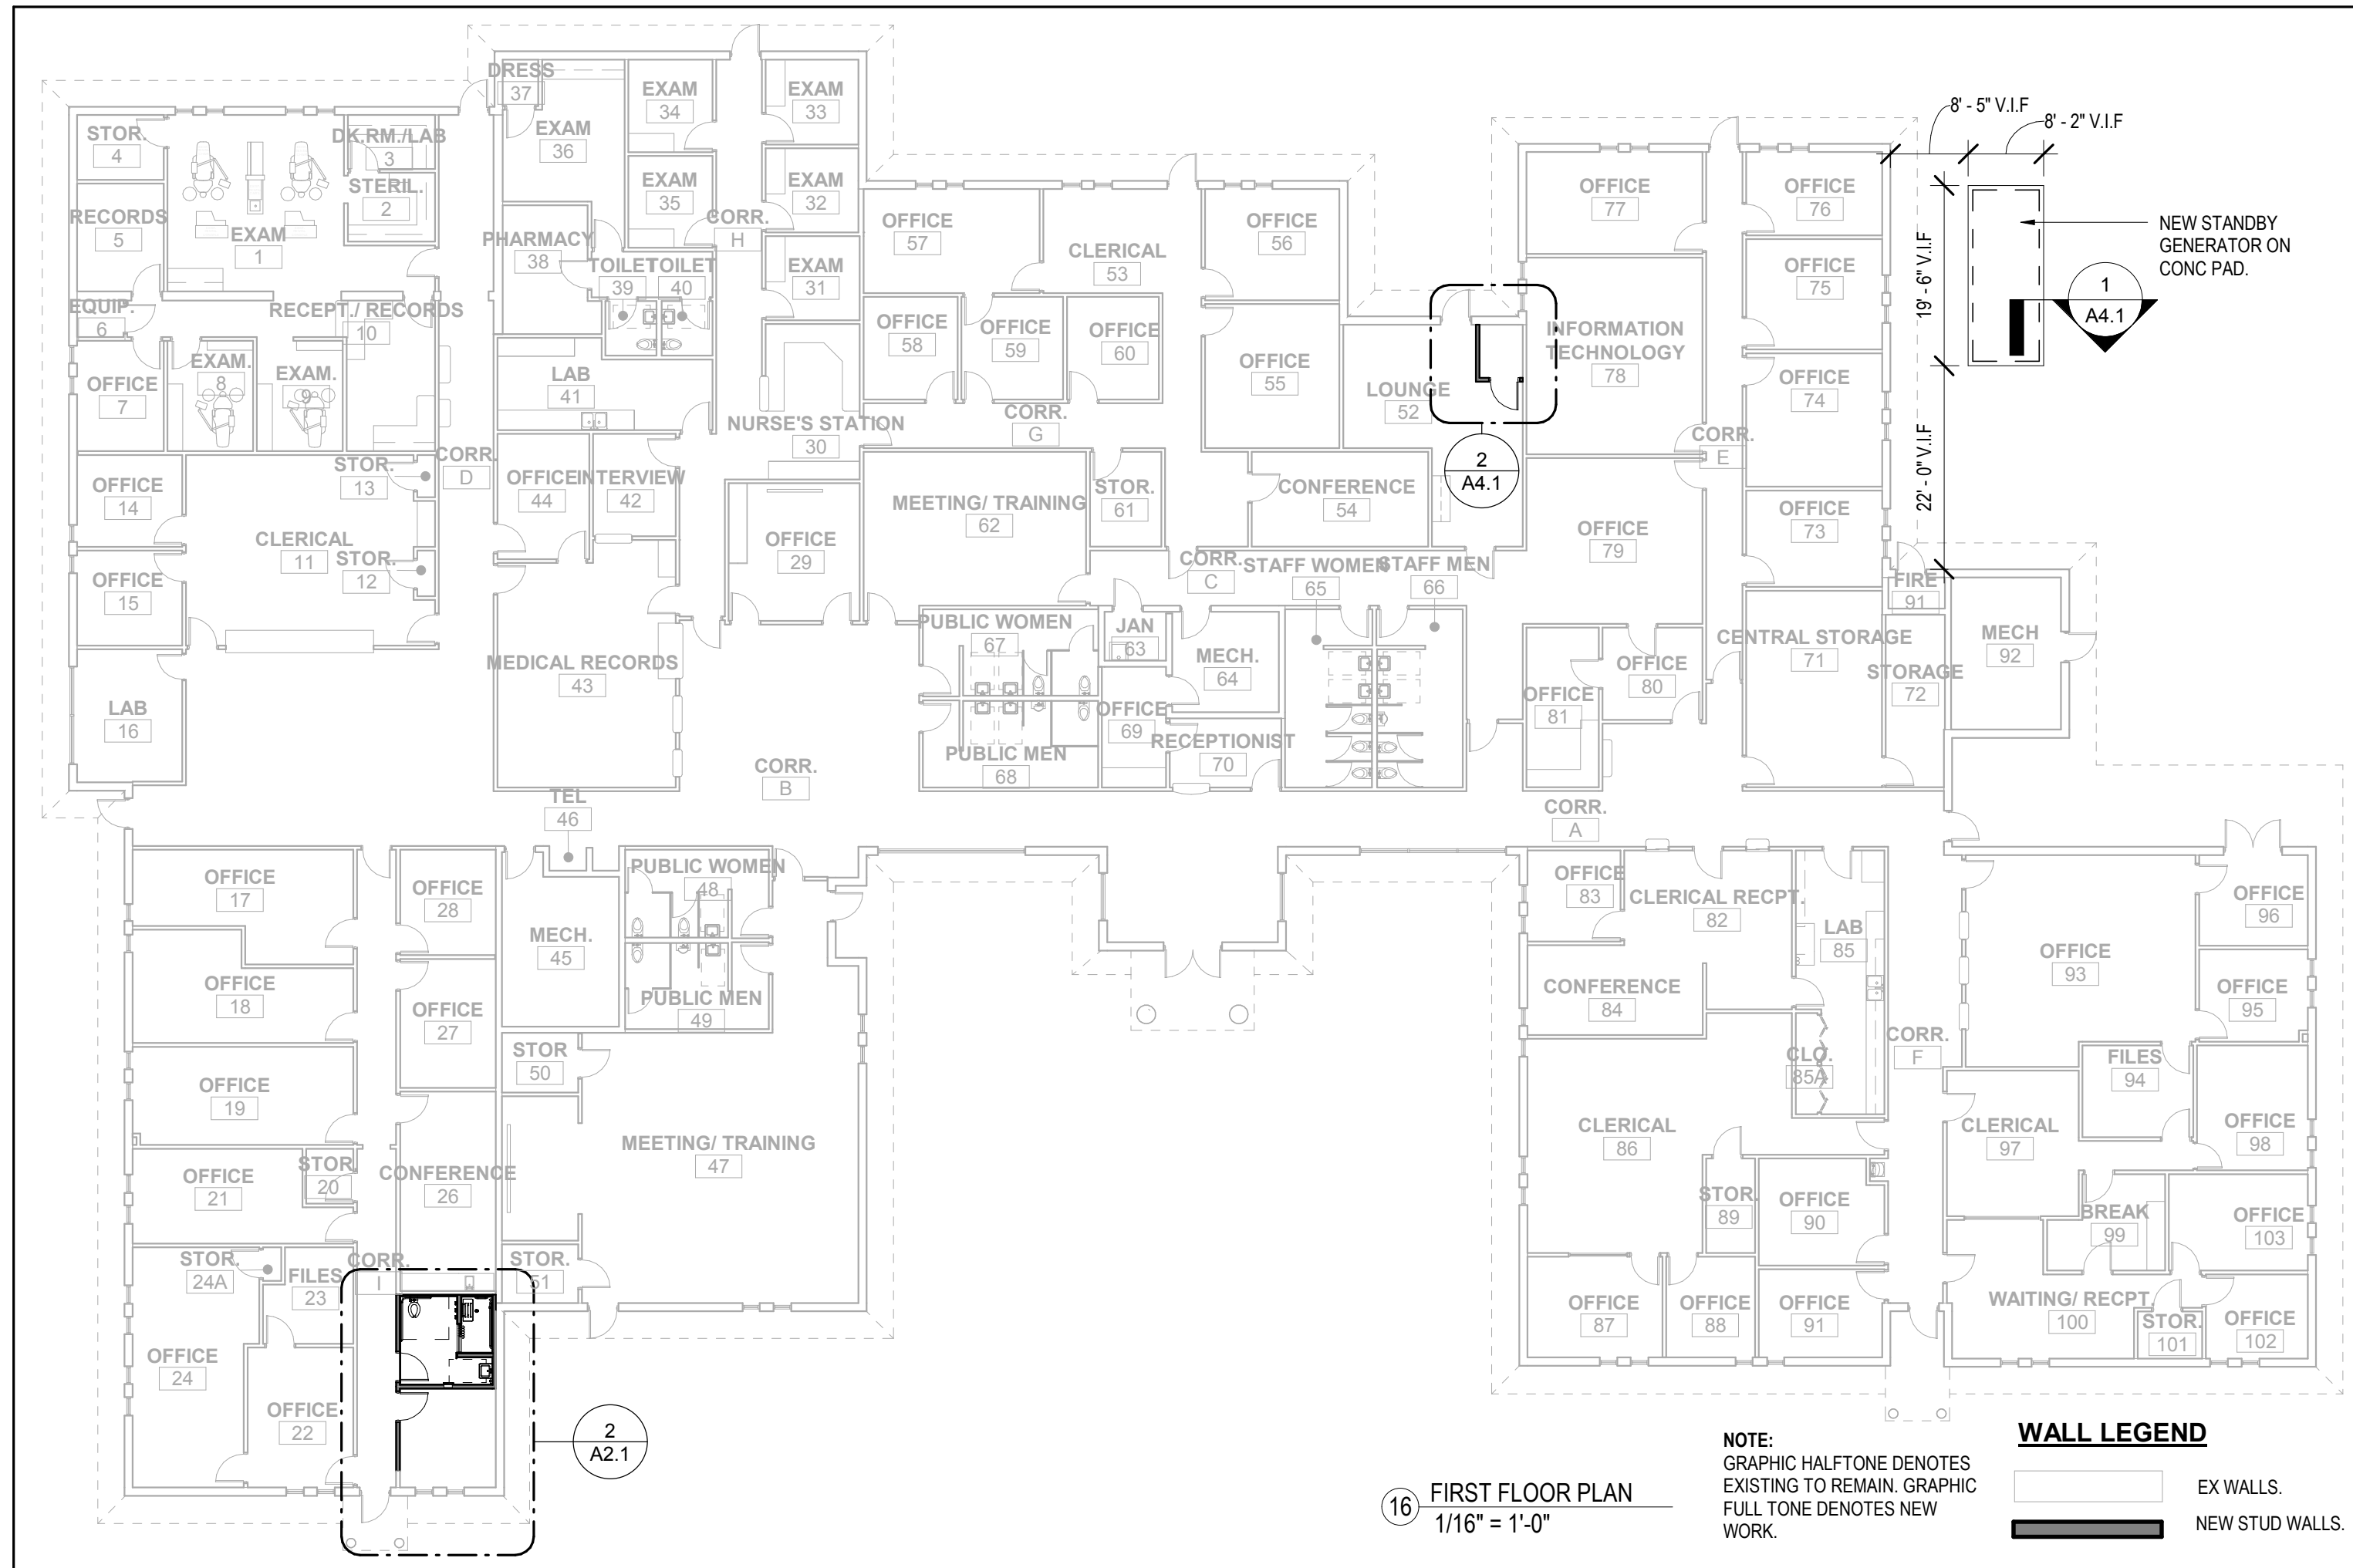 DRESS
37
STOR.
4
DK.RM./LAB
3
EXAM
36
EXAM
34
EXAM
33
STERIL.
2
RECORDS
5
EXAM
1
EXAM
35
EXAM
32
CORR.
H
PHARMACY
38
TOILET
39
TOILET
40
EXAM
31
EQUIP.
6
RECEPT./ RECORDS
10
OFFICE
7
EXAM.
8
EXAM.
9
LAB
41
NURSE'S STATION
30
OFFICE
57
CLERICAL
53
OFFICE
56
OFFICE
58
OFFICE
59
OFFICE
60
OFFICE
55
CORR.
G
LOUNGE
52
2
A4.1
OFFICE
77
OFFICE
76
OFFICE
75
INFORMATION
TECHNOLOGY
78
OFFICE
74
CORR.
E
OFFICE
73
8' - 5" V.I.F
8' - 2" V.I.F
19' - 6" V.I.F
22' - 0" V.I.F
NEW STANDBY
GENERATOR ON
CONC PAD.
1
A4.1
OFFICE
14
STOR.
13
CORR.
D
OFFICE
44
INTERVIEW
42
CLERICAL
11
STOR.
12
OFFICE
15
OFFICE
29
MEETING/ TRAINING
62
STOR.
61
CONFERENCE
54
OFFICE
79
CORR.
C
STAFF WOMEN
65
STAFF MEN
66
FIRE
91
LAB
16
MEDICAL RECORDS
43
PUBLIC WOMEN
67
JAN
63
MECH.
64
PUBLIC MEN
68
OFFICE
69
RECEPTIONIST
70
OFFICE
81
OFFICE
80
CENTRAL STORAGE
71
STORAGE
72
MECH
92
CORR.
B
TEL
46
CORR.
A
OFFICE
17
OFFICE
28
MECH.
45
PUBLIC WOMEN
48
OFFICE
18
OFFICE
27
PUBLIC MEN
49
STOR
50
OFFICE
19
MEETING/ TRAINING
47
OFFICE
21
STOR.
20
CONFERENCE
26
STOR.
24A
FILES
23
CORR.
I
STOR.
51
OFFICE
24
OFFICE
22
2
A2.1
OFFICE
83
CLERICAL RECPT.
82
LAB
85
CONFERENCE
84
CLO.
85A
CORR.
F
CLERICAL
86
STOR.
89
OFFICE
90
OFFICE
87
OFFICE
88
OFFICE
91
OFFICE
93
OFFICE
96
OFFICE
95
FILES
94
CLERICAL
97
OFFICE
98
BREAK
99
OFFICE
103
WAITING/ RECPT
100
STOR.
101
OFFICE
102
16
FIRST FLOOR PLAN
1/16" = 1'-0"
NOTE:
GRAPHIC HALFTONE DENOTES
EXISTING TO REMAIN. GRAPHIC
FULL TONE DENOTES NEW
WORK.
WALL LEGEND
EX WALLS.
NEW STUD WALLS.